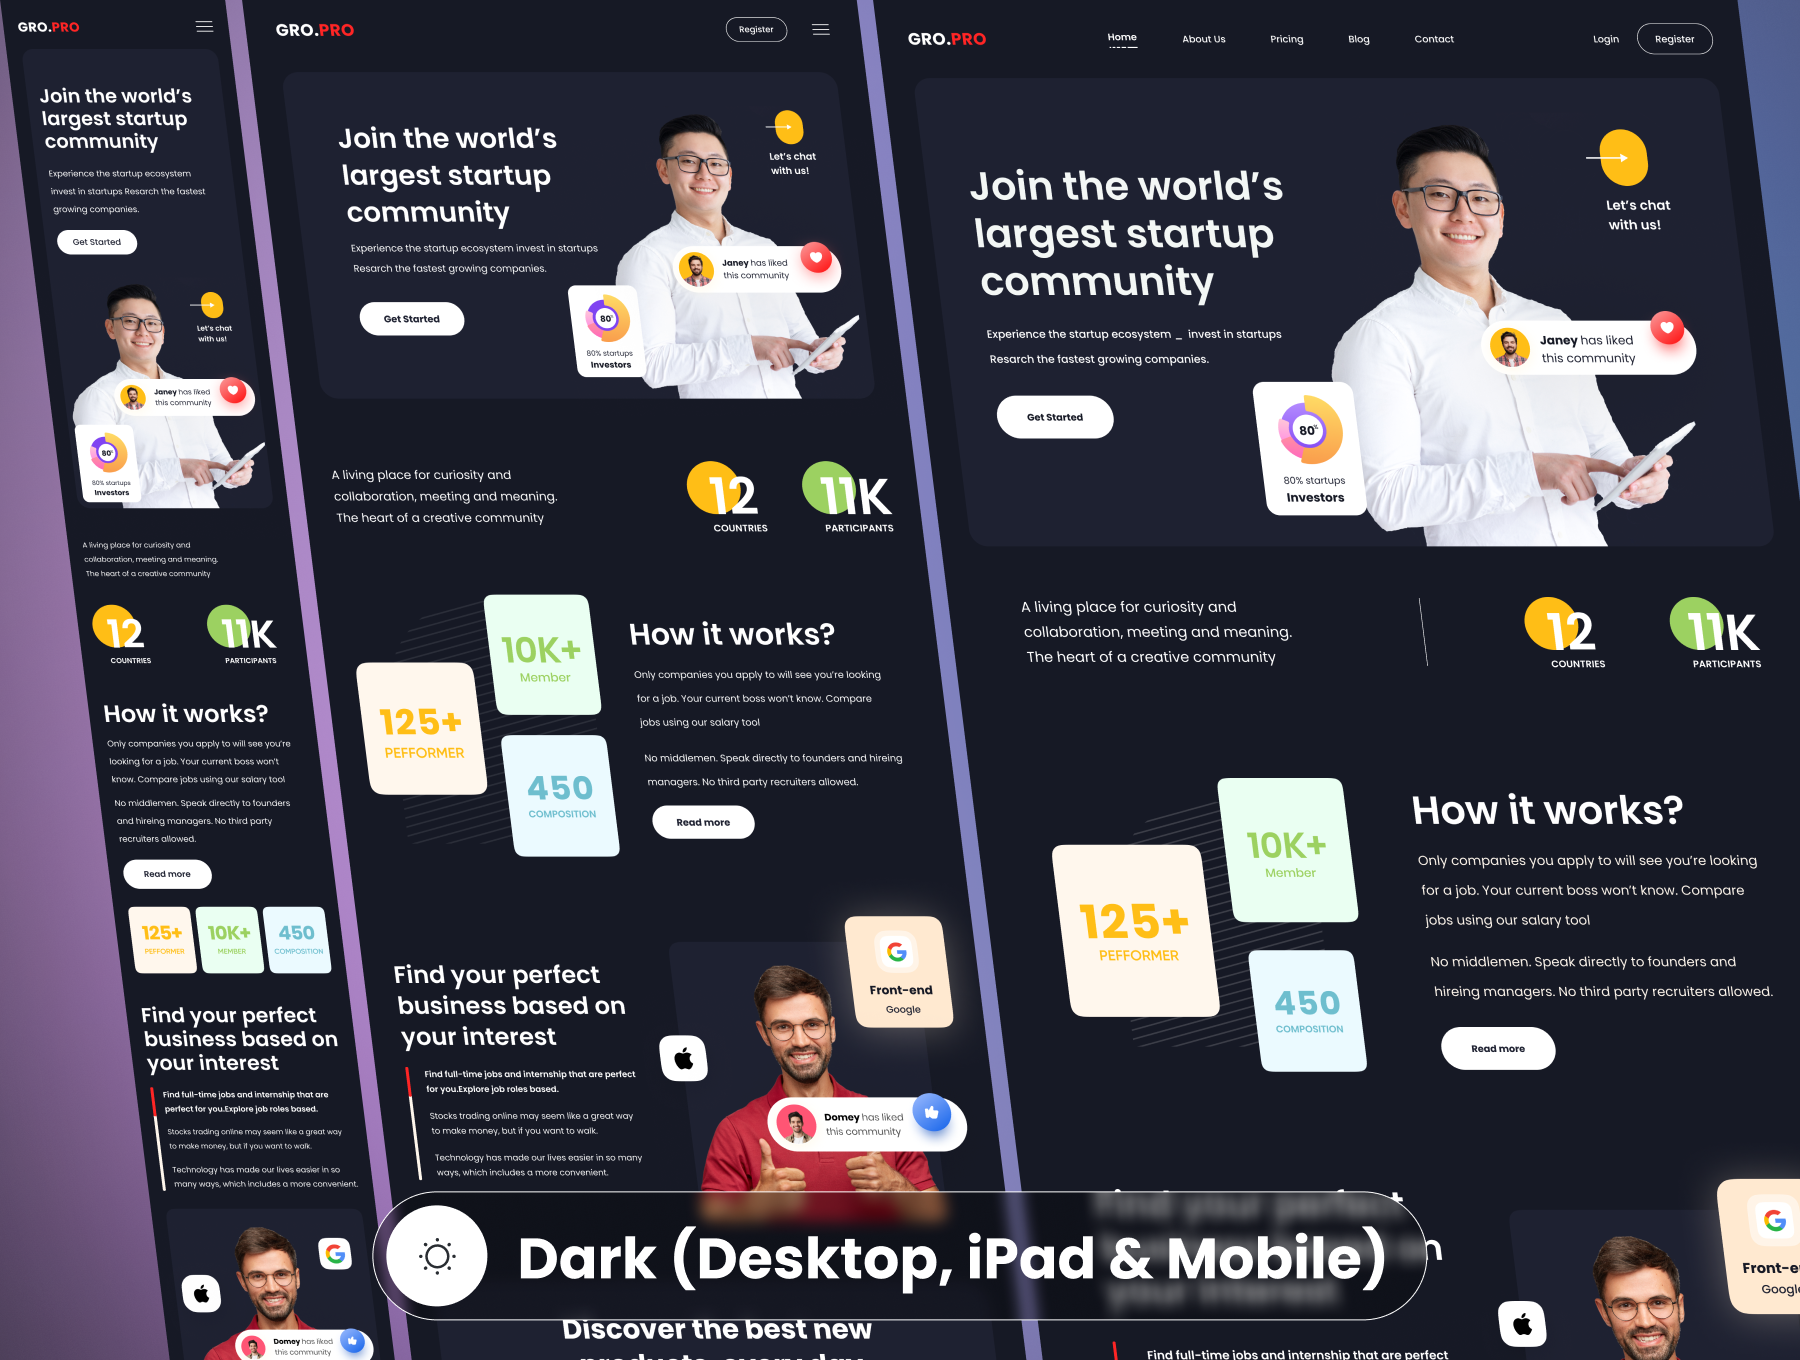 GRO.PRO
Join the world's
largest startup
community
Experience the startup ecosystem
invest in startups Resarch the fastest
growing companies.
Get Started
Let's chat
with us!
Janey has liked
this community
80%
80% startups
Investors
A living place for curiosity and
collaboration, meeting and meaning.
The heart of a creative community
12
COUNTRIES
11K
PARTICIPANTS
How it works?
Only companies you apply to will see you're
looking for a job. Your current boss won't
know. Compare jobs using our salary tool
No middlemen. Speak directly to founders
and hireing managers. No third party
recruiters allowed.
Read more
125+
PEFFORMER
10K+
MEMBER
450
COMPOSITION
Find your perfect
business based on
your interest
Find full-time jobs and internship that are
perfect for you.Explore job roles based.
Stocks trading online may seem like a great way
to make money, but if you want to walk.
Technology has made our lives easier in so
many ways, which includes a more convenient.
Domey has liked
this community
GRO.PRO
Register
Join the world's
largest startup
community
Experience the startup ecosystem invest in startups
Resarch the fastest growing companies.
Get Started
Let's chat
with us!
Janey has liked
this community
80%
80% startups
Investors
A living place for curiosity and
collaboration, meeting and meaning.
The heart of a creative community
12
COUNTRIES
11K
PARTICIPANTS
10K+
Member
125+
PEFFORMER
450
COMPOSITION
How it works?
Only companies you apply to will see you're looking
for a job. Your current boss won't know. Compare
jobs using our salary tool
No middlemen. Speak directly to founders and hireing
managers. No third party recruiters allowed.
Read more
Find your perfect
business based on
your interest
Find full-time jobs and internship that are perfect
for you.Explore job roles based.
Stocks trading online may seem like a great way
to make money, but if you want to walk.
Technology has made our lives easier in so many
ways, which includes a more convenient.
Front-end
Google
Domey has liked
this community
Discover the best new
products, every day
GRO.PRO
Home
About Us
Pricing
Blog
Contact
Login
Register
Join the world's
largest startup
community
Experience the startup ecosystem _ invest in startups
Resarch the fastest growing companies.
Get Started
Let's chat
with us!
Janey has liked
this community
80%
80% startups
Investors
A living place for curiosity and
collaboration, meeting and meaning.
The heart of a creative community
12
COUNTRIES
11K
PARTICIPANTS
10K+
Member
125+
PEFFORMER
450
COMPOSITION
How it works?
Only companies you apply to will see you're looking
for a job. Your current boss won't know. Compare
jobs using our salary tool
No middlemen. Speak directly to founders and
hireing managers. No third party recruiters allowed.
Read more
Find your perfect
your interest
Front-e
Google
Find full-time jobs and internship that are perfect
Dark (Desktop, iPad & Mobile)